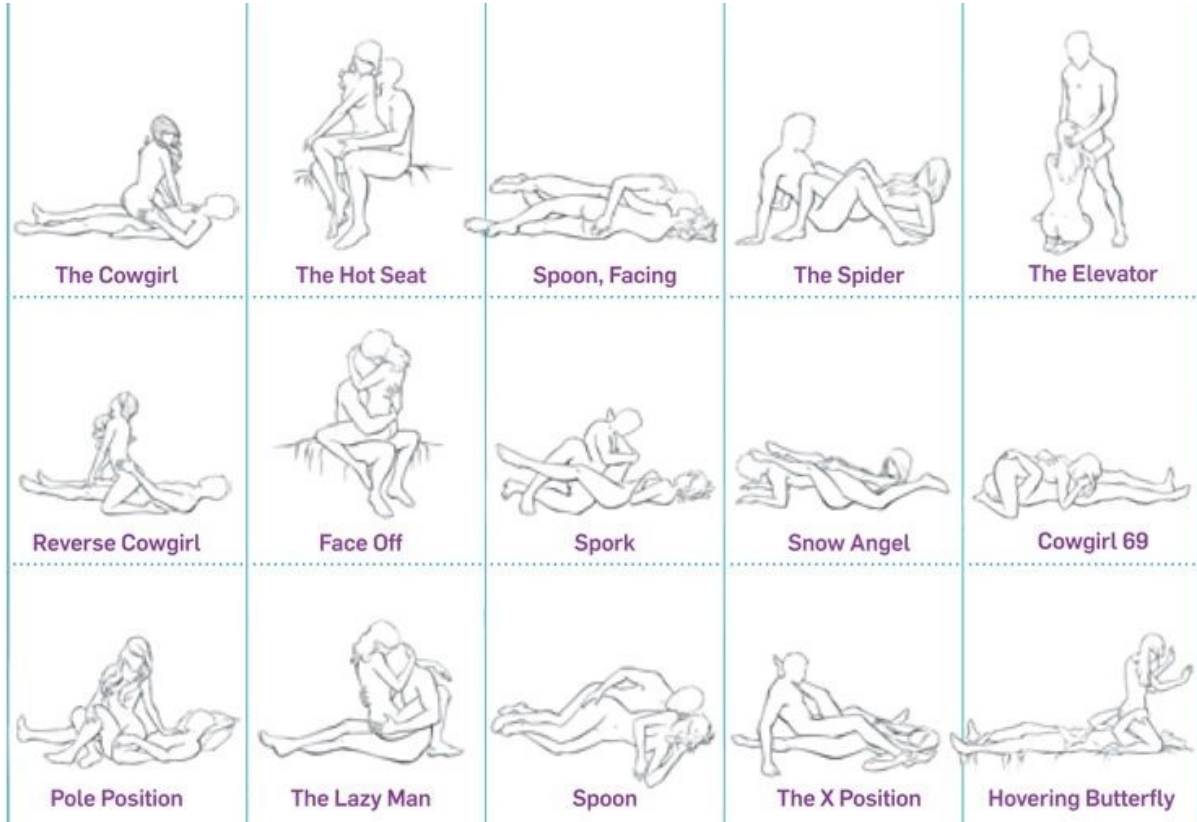 The Cowgirl
The Hot Seat
Spoon, Facing
The Spider
The Elevator
Reverse Cowgirl
Face Off
Spork
Snow Angel
Cowgirl 69
Pole Position
The Lazy Man
Spoon
The X Position
Hovering Butterfly